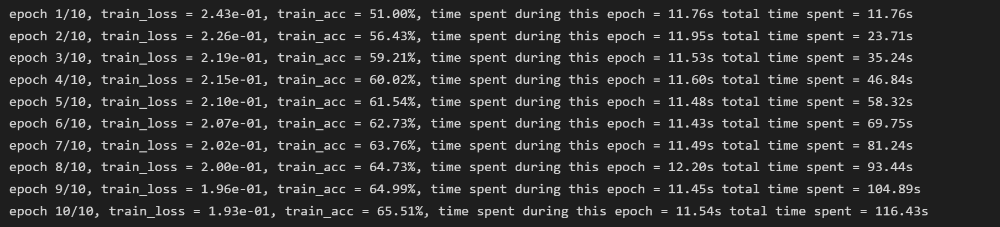 epoch 1/10, train_loss = 2.43e-01, train_acc = 51.00%, time spent during this epoch = 11.76s total time spent = 11.76s
epoch 2/10, train_loss = 2.26e-01, train_acc = 56.43%, time spent during this epoch = 11.95s total time spent = 23.71s
epoch 3/10, train_loss = 2.19e-01, train_acc = 59.21%, time spent during this epoch = 11.53s total time spent = 35.24s
epoch 4/10, train_loss = 2.15e-01, train_acc = 60.02%, time spent during this epoch = 11.60s total time spent = 46.84s
epoch 5/10, train_loss = 2.10e-01, train_acc = 61.54%, time spent during this epoch = 11.48s total time spent = 58.32s
epoch 6/10, train_loss = 2.07e-01, train_acc = 62.73%, time spent during this epoch = 11.43s total time spent = 69.75s
epoch 7/10, train_loss = 2.02e-01, train_acc = 63.76%, time spent during this epoch = 11.49s total time spent = 81.24s
epoch 8/10, train_loss = 2.00e-01, train_acc = 64.73%, time spent during this epoch = 12.20s total time spent = 93.44s
epoch 9/10, train_loss = 1.96e-01, train_acc = 64.99%, time spent during this epoch = 11.45s total time spent = 104.89s
epoch 10/10, train_loss = 1.93e-01, train_acc = 65.51%, time spent during this epoch = 11.54s total time spent = 116.43s